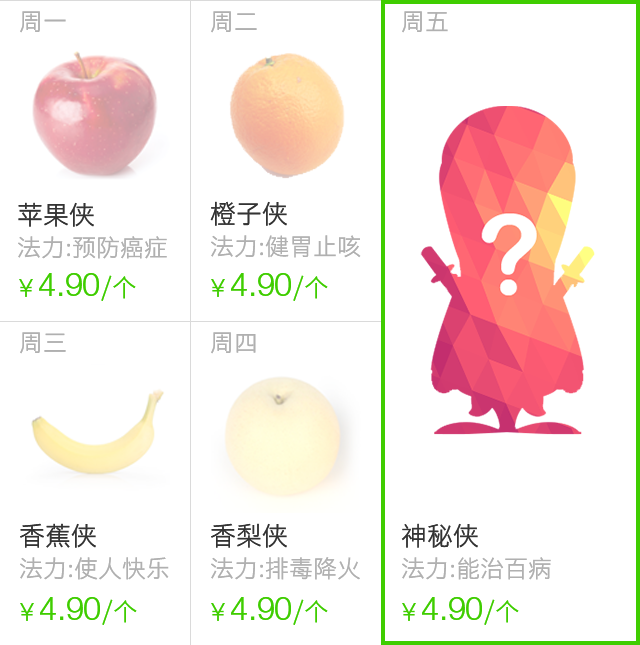 周一
苹果侠
法力:预防癌症
¥4.90/个
周二
橙子侠
法力:健胃止咳
¥4.90/个
周三
香蕉侠
法力:使人快乐
¥4.90/个
周四
香梨侠
法力:排毒降火
¥4.90/个
周五
?
神秘侠
法力:能治百病
¥4.90/个